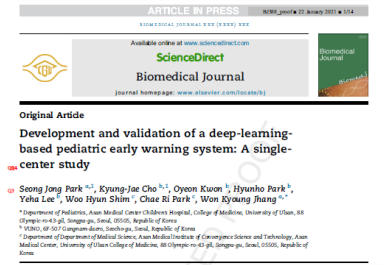 ARTICLE IN PRESS
BJ388_proof ■ 22 January 2021 ■ 1/14
BIOMEDICAL JOURNAL XXX (XXXX) XXX
Available online at www.sciencedirect.com
ScienceDirect
Biomedical Journal
journal homepage: www.elsevier.com/locate/bj
Biomedical
Journal
Original Article
Development and validation of a deep-learning-
based pediatric early warning system: A single-
center study
Seong Jong Park a,1, Kyung-Jae Cho b,1, Oyeon Kwon b, Hyunho Park b,
Yeha Lee b, Woo Hyun Shim c, Chae Ri Park c, Won Kyoung Jhang a,*
a Department of Pediatrics, Asan Medical Center Children's Hospital, College of Medicine, University of Ulsan, 88
Olympic-ro-43-gil, Songpa-gu, Seoul, 05505, Republic of Korea
b VUNO, 6F-507 Gangnam-daero, Seocho-gu, Seoul, Republic of Korea
c Department of Department of Medical Science, Asan Medical Institute of Convergence Science and Technology, Asan
Medical Center, University of Ulsan College of Medicine, 88 Olympic-ro-43-gil, Songpa-gu, Seoul, 05505, Republic of
Korea